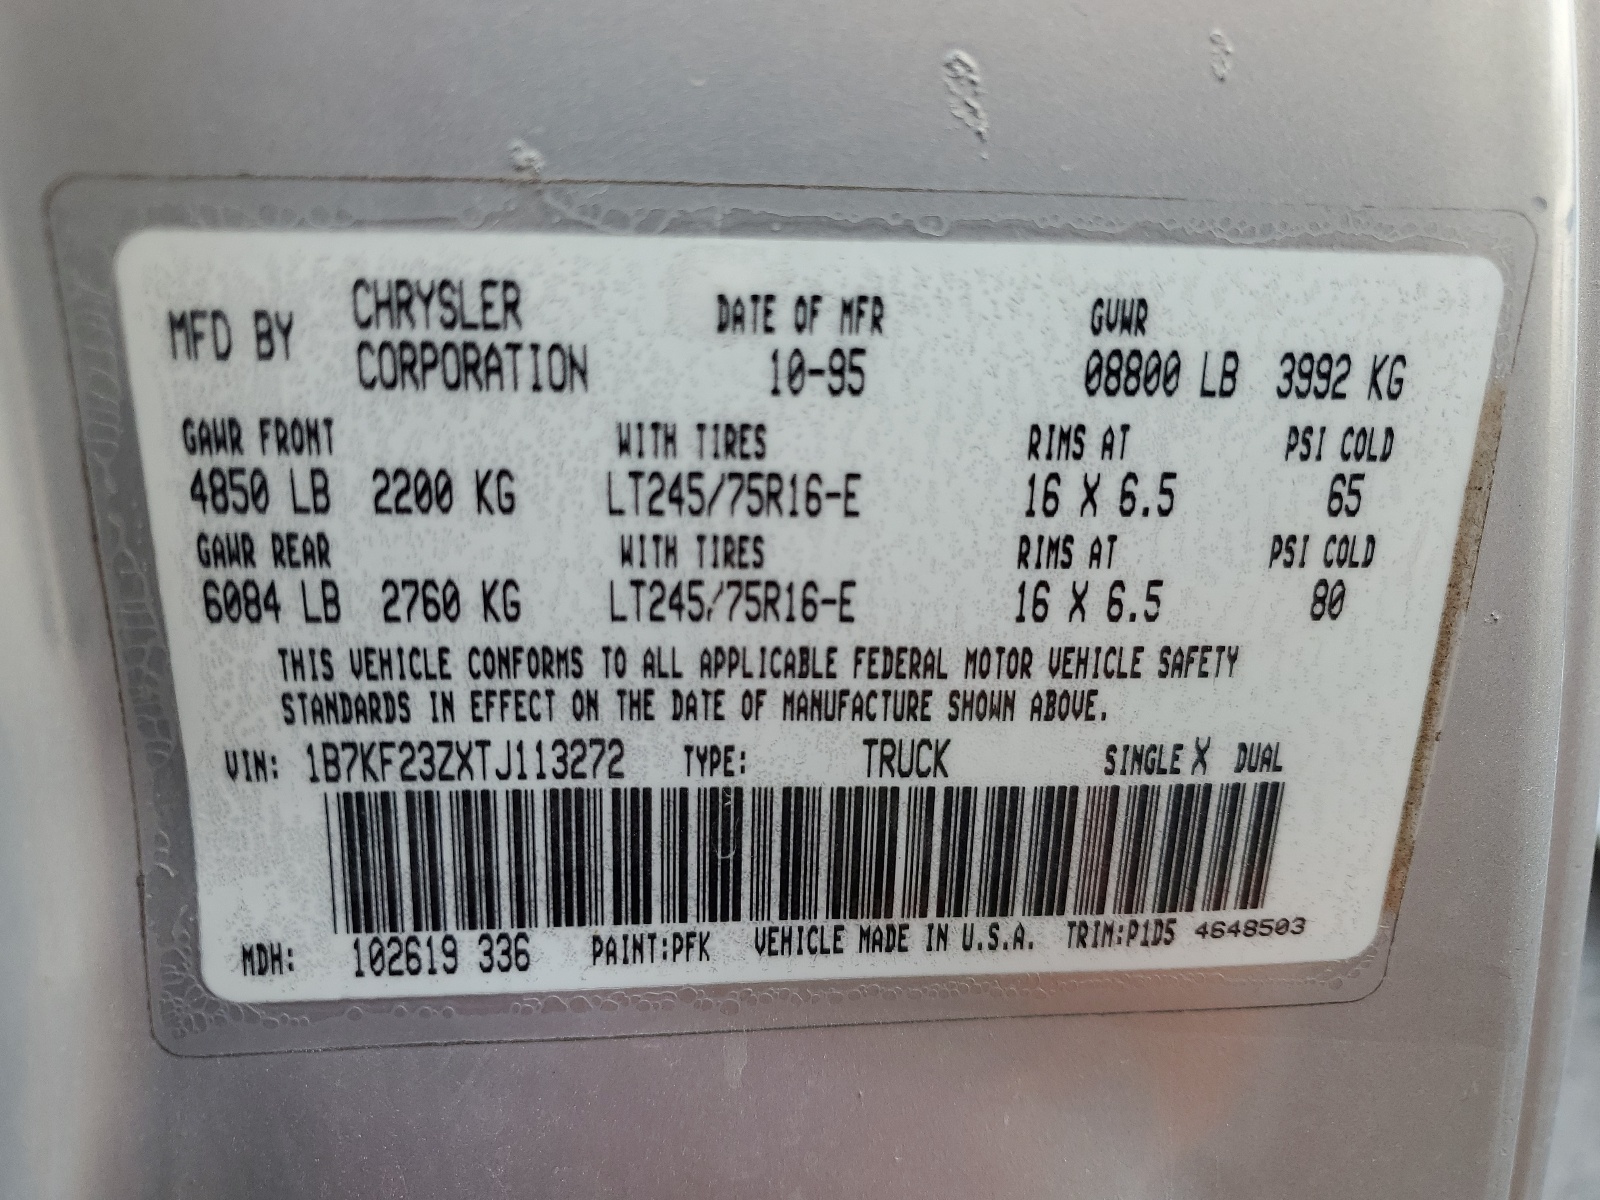 MFD BY CHRYSLER CORPORATION DATE OF MFR GVWR
10-95 08800 LB 3992 KG
GAWR FRONT WITH TIRES RIMS AT PSI COLD
4850 LB 2200 KG LT245/75R16-E 16 X 6.5 65
GAWR REAR WITH TIRES RIMS AT PSI COLD
6084 LB 2760 KG LT245/75R16-E 16 X 6.5 80
THIS VEHICLE CONFORMS TO ALL APPLICABLE FEDERAL MOTOR VEHICLE SAFETY
STANDARDS IN EFFECT ON THE DATE OF MANUFACTURE SHOWN ABOVE.
VIN: 1B7KF23ZXTJ113272 TYPE: TRUCK SINGLE X DUAL
MDH: 102619 336 PAINT:PFK VEHICLE MADE IN U.S.A. TRIM:P1D5 4648503